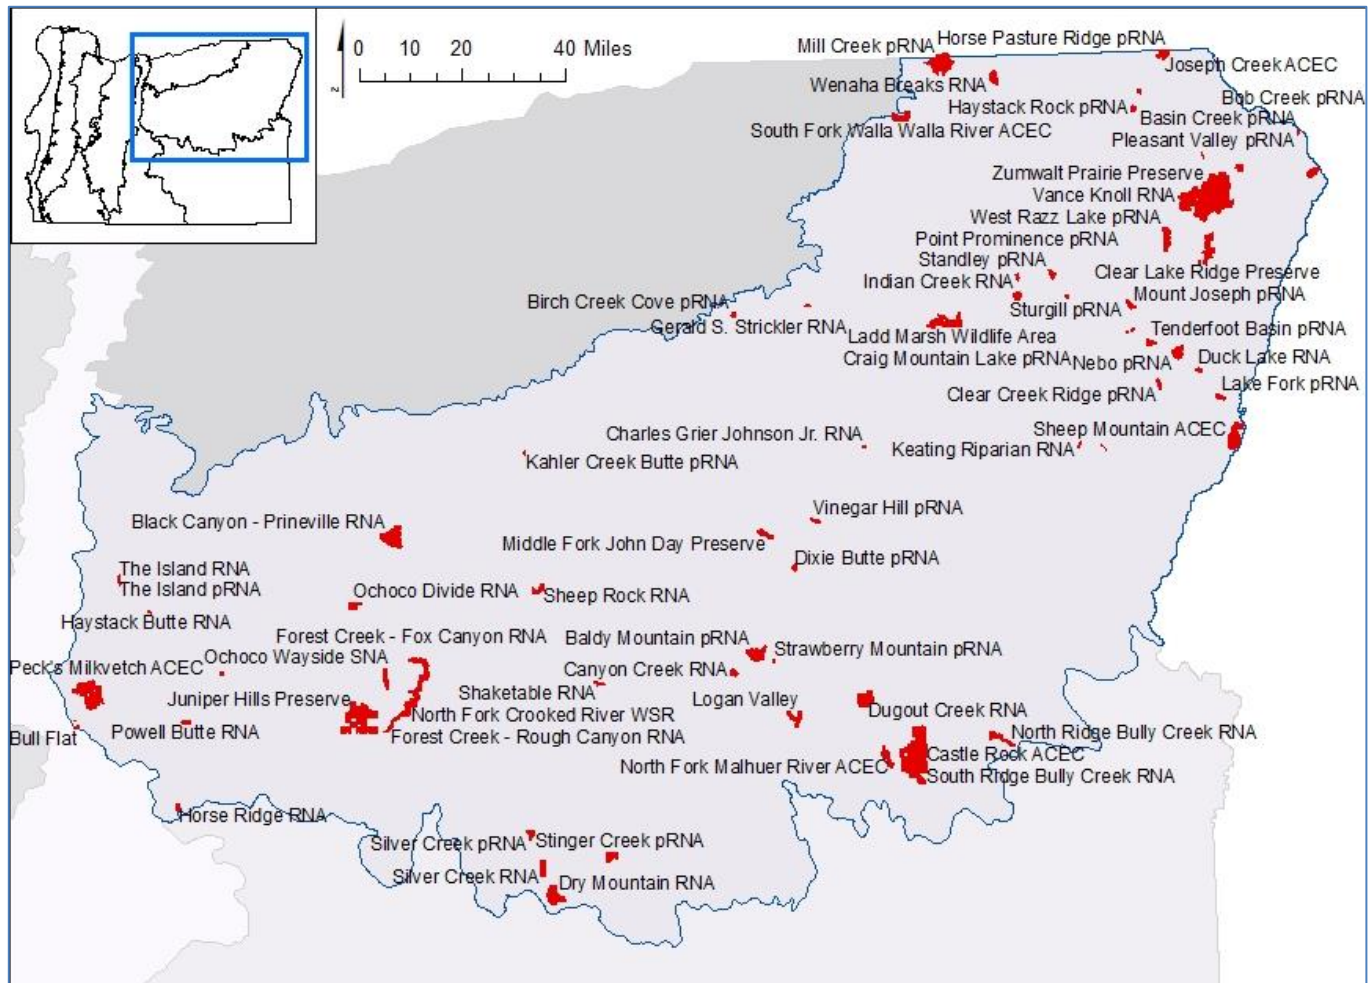 0 10 20 40 Miles
z
Mill Creek pRNA
Horse Pasture Ridge pRNA
Joseph Creek ACEC
Wenaha Breaks RNA
Bob Creek pRNA
Haystack Rock pRNA
Basin Creek pRNA
South Fork Walla Walla River ACEC
Pleasant Valley pRNA
Zumwalt Prairie Preserve
Vance Knoll RNA
West Razz Lake pRNA
Point Prominence pRNA
Standley pRNA
Clear Lake Ridge Preserve
Indian Creek RNA
Mount Joseph pRNA
Birch Creek Cove pRNA
Sturgill pRNA
Gerald S. Strickler RNA
Tenderfoot Basin pRNA
Ladd Marsh Wildlife Area
Craig Mountain Lake pRNA
Nebo pRNA
Duck Lake RNA
Lake Fork pRNA
Clear Creek Ridge pRNA
Sheep Mountain ACEC
Charles Grier Johnson Jr. RNA
Keating Riparian RNA
Kahler Creek Butte pRNA
Vinegar Hill pRNA
Black Canyon - Prineville RNA
Middle Fork John Day Preserve
Dixie Butte pRNA
The Island RNA
The Island pRNA
Ochoco Divide RNA
Sheep Rock RNA
Haystack Butte RNA
Forest Creek - Fox Canyon RNA
Baldy Mountain pRNA
Strawberry Mountain pRNA
Peck's Milkvetch ACEC
Ochoco Wayside SNA
Canyon Creek RNA
Juniper Hills Preserve
Shaketable RNA
Logan Valley
North Fork Crooked River WSR
Dugout Creek RNA
Bull Flat
Powell Butte RNA
Forest Creek - Rough Canyon RNA
North Ridge Bully Creek RNA
Castle Rock ACEC
North Fork Malhuer River ACEC
South Ridge Bully Creek RNA
Horse Ridge RNA
Silver Creek pRNA
Stinger Creek pRNA
Silver Creek RNA
Dry Mountain RNA